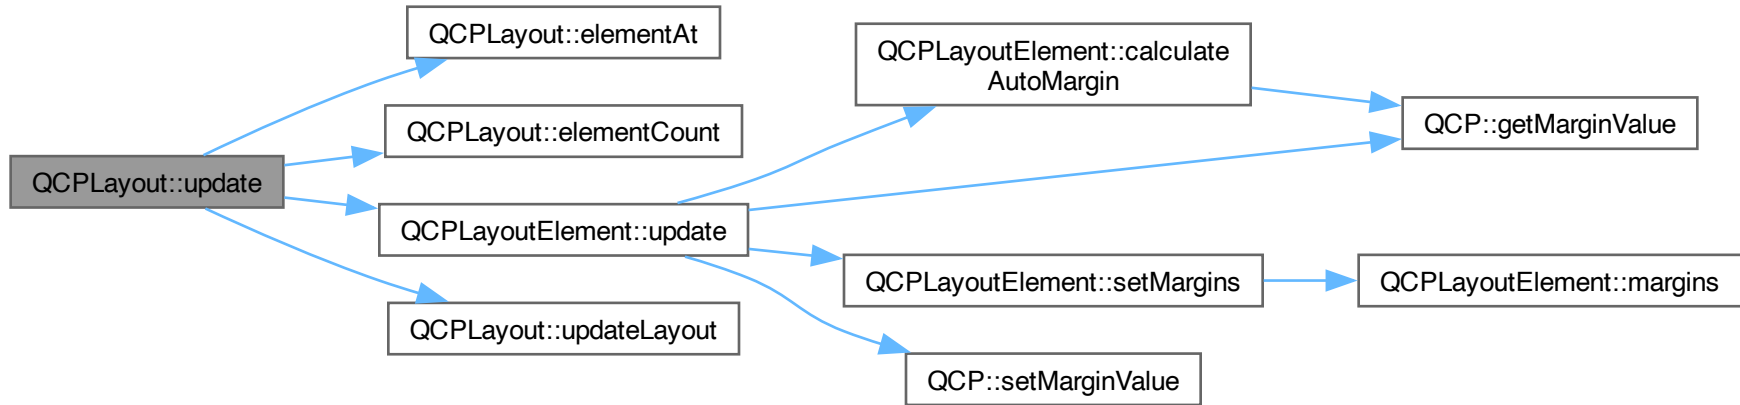 QCPLayout::update
QCPLayout::elementAt
QCPLayout::elementCount
QCPLayoutElement::update
QCPLayout::updateLayout
QCPLayoutElement::calculate
AutoMargin
QCP::getMarginValue
QCPLayoutElement::setMargins
QCPLayoutElement::margins
QCP::setMarginValue